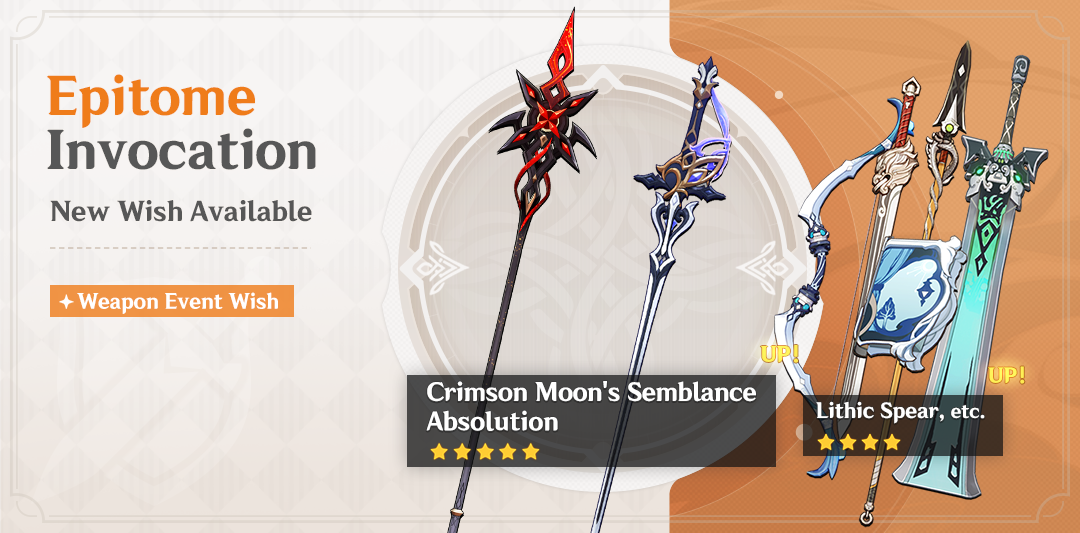 Epitome
Invocation
New Wish Available
Weapon Event Wish
UP!
Crimson Moon's Semblance
Absolution
UP!
Lithic Spear, etc.